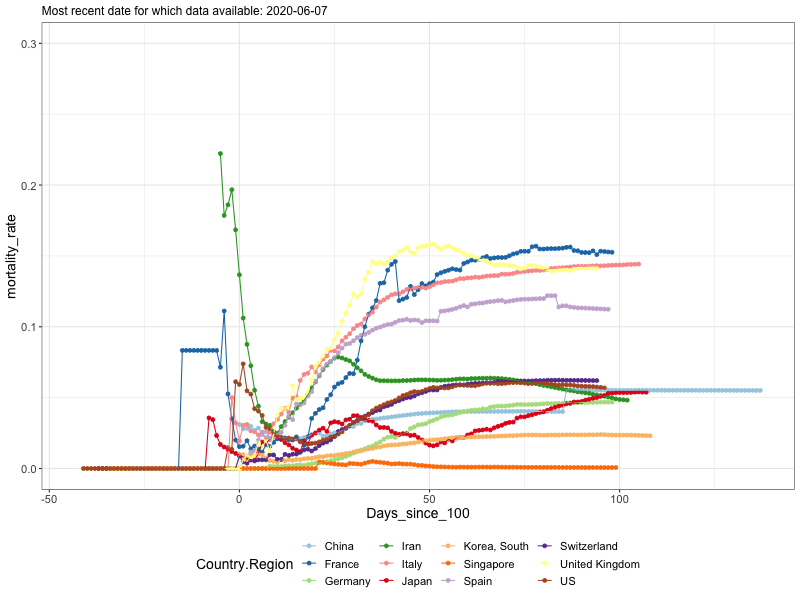 Most recent date for which data available: 2020-06-07
mortality_rate
0.3
0.2
0.1
0.0
-50 0 50 100
Days_since_100
Country.Region
China Iran Korea, South Switzerland
France Italy Singapore United Kingdom
Germany Japan Spain US